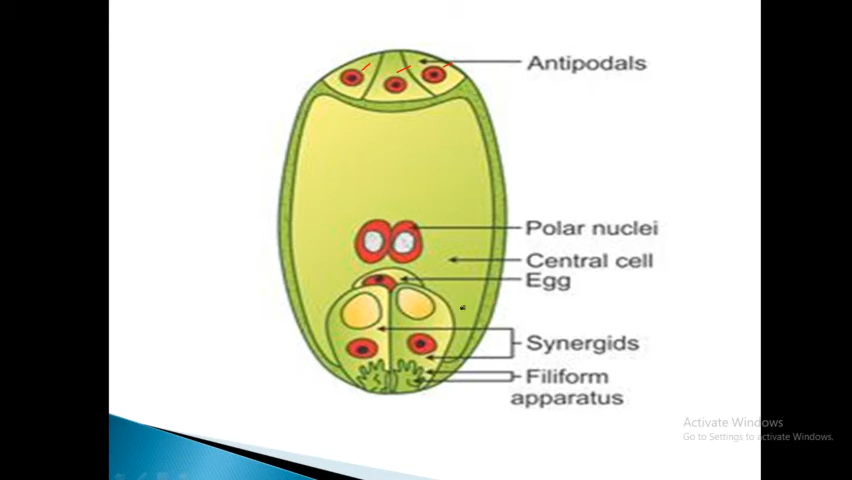 Antipodals
Polar nuclei
Central cell
Egg
Synergids
Filiform
apparatus
Activate Windows
Go to Settings to activate Windows.